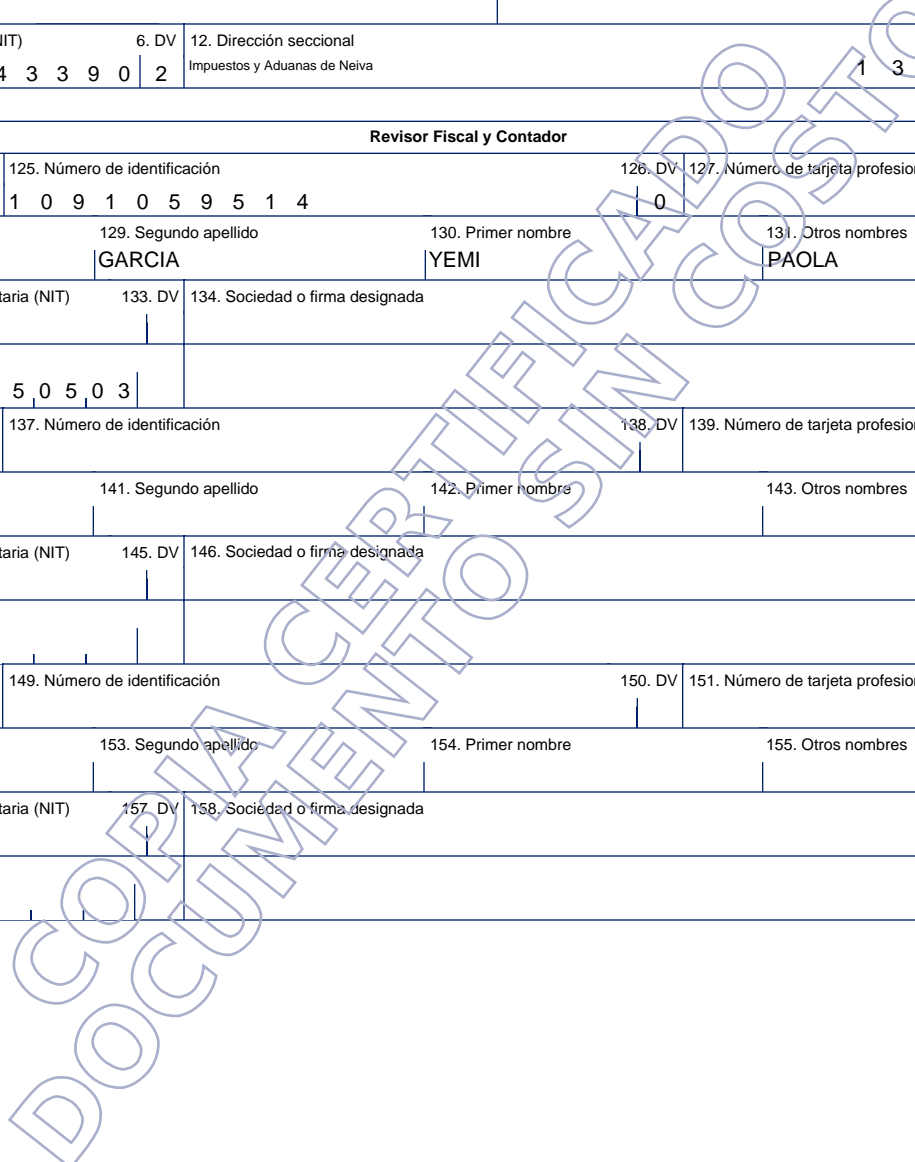 NIT) 6. DV 12. Dirección seccional
4 3 3 9 0 2 Impuestos y Aduanas de Neiva 1 3
Revisor Fiscal y Contador
125. Número de identificación 126. DV 127. Número de tarjeta profesion
1 0 9 1 0 5 9 5 1 4 0
129. Segundo apellido 130. Primer nombre 131. Otros nombres
GARCIA YEMI PAOLA
taria (NIT) 133. DV 134. Sociedad o firma designada
5 0 5 0 3
137. Número de identificación 138. DV 139. Número de tarjeta profesion
141. Segundo apellido 142. Primer nombre 143. Otros nombres
taria (NIT) 145. DV 146. Sociedad o firma designada
149. Número de identificación 150. DV 151. Número de tarjeta profesion
153. Segundo apellido 154. Primer nombre 155. Otros nombres
taria (NIT) 157. DV 158. Sociedad o firma designada
COPIA CERTIFICADO
DOCUMENTO SIN COSTO